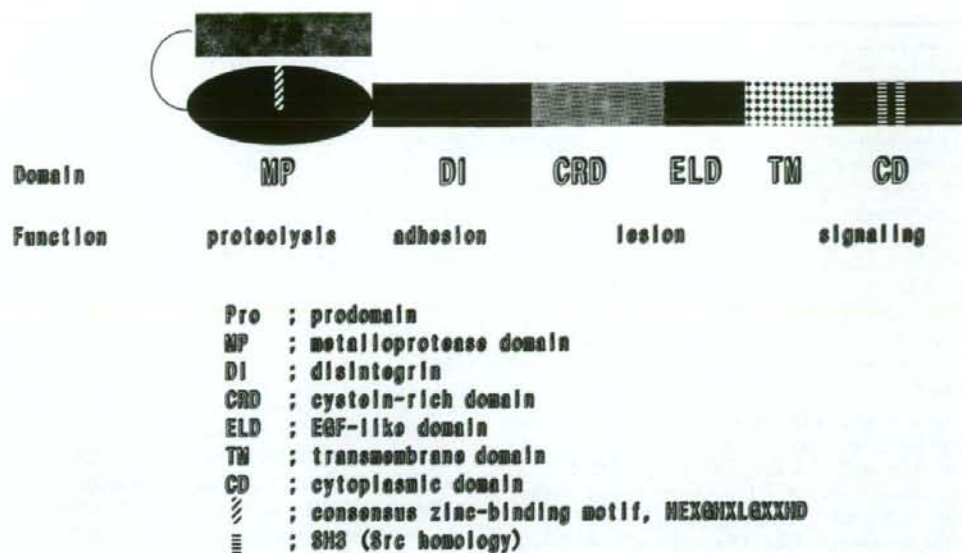 Domain MP DI CRD ELD TM CD
Function proteolysis adhesion lesion signaling
Pro ; prodomain
MP ; metalloprotease domain
DI ; disintegrin
CRD ; cystein-rich domain
ELD ; EGF-like domain
TM ; transmembrane domain
CD ; cytoplasmic domain
; consensus zinc-binding motif, HEXGHXLGXXHD
; SH3 (Src homology)